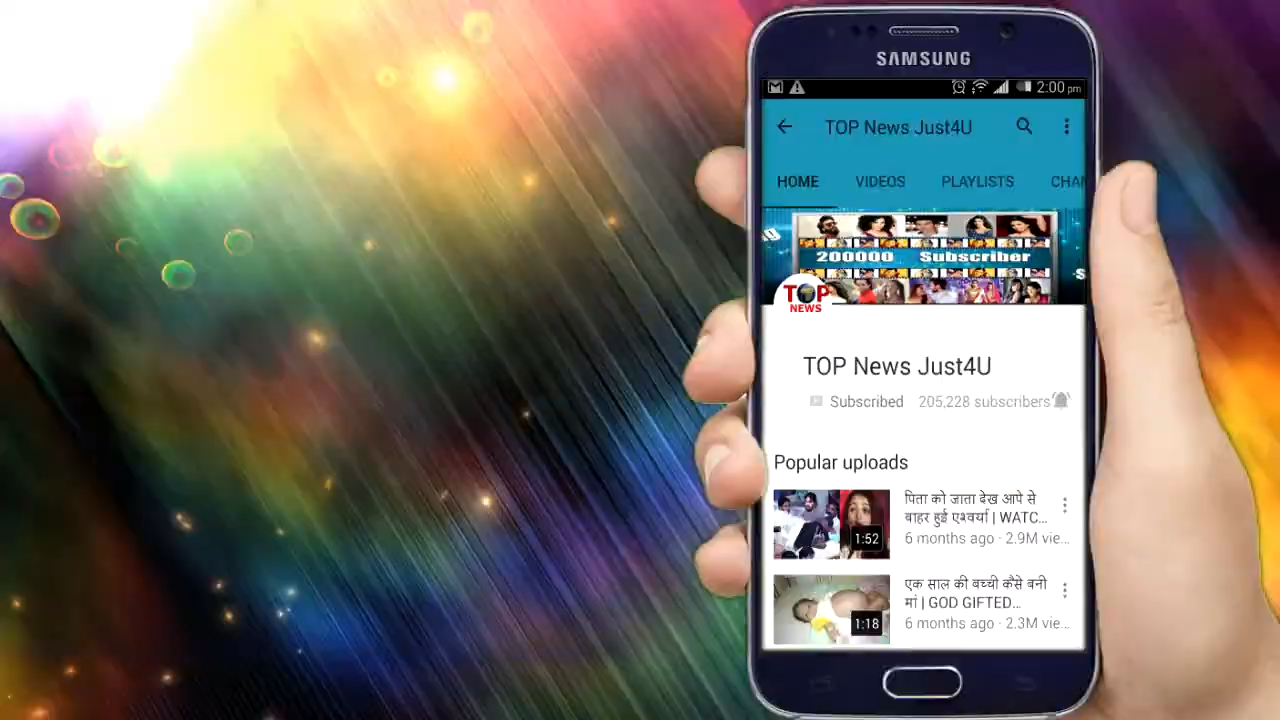 SAMSUNG
2:00 pm
TOP News Just4U
HOME VIDEOS PLAYLISTS CHAN
200000 Subscriber
TOP
NEWS
TOP News Just4U
Subscribed 205,228 subscribers
Popular uploads
पिता को जाता देख आपे से
बाहर हुई एश्वर्या | WATC...
1:52
6 months ago · 2.9M vie...
एक साल की बच्ची कैसे बनी
मां | GOD GIFTED...
1:18
6 months ago · 2.3M vie...